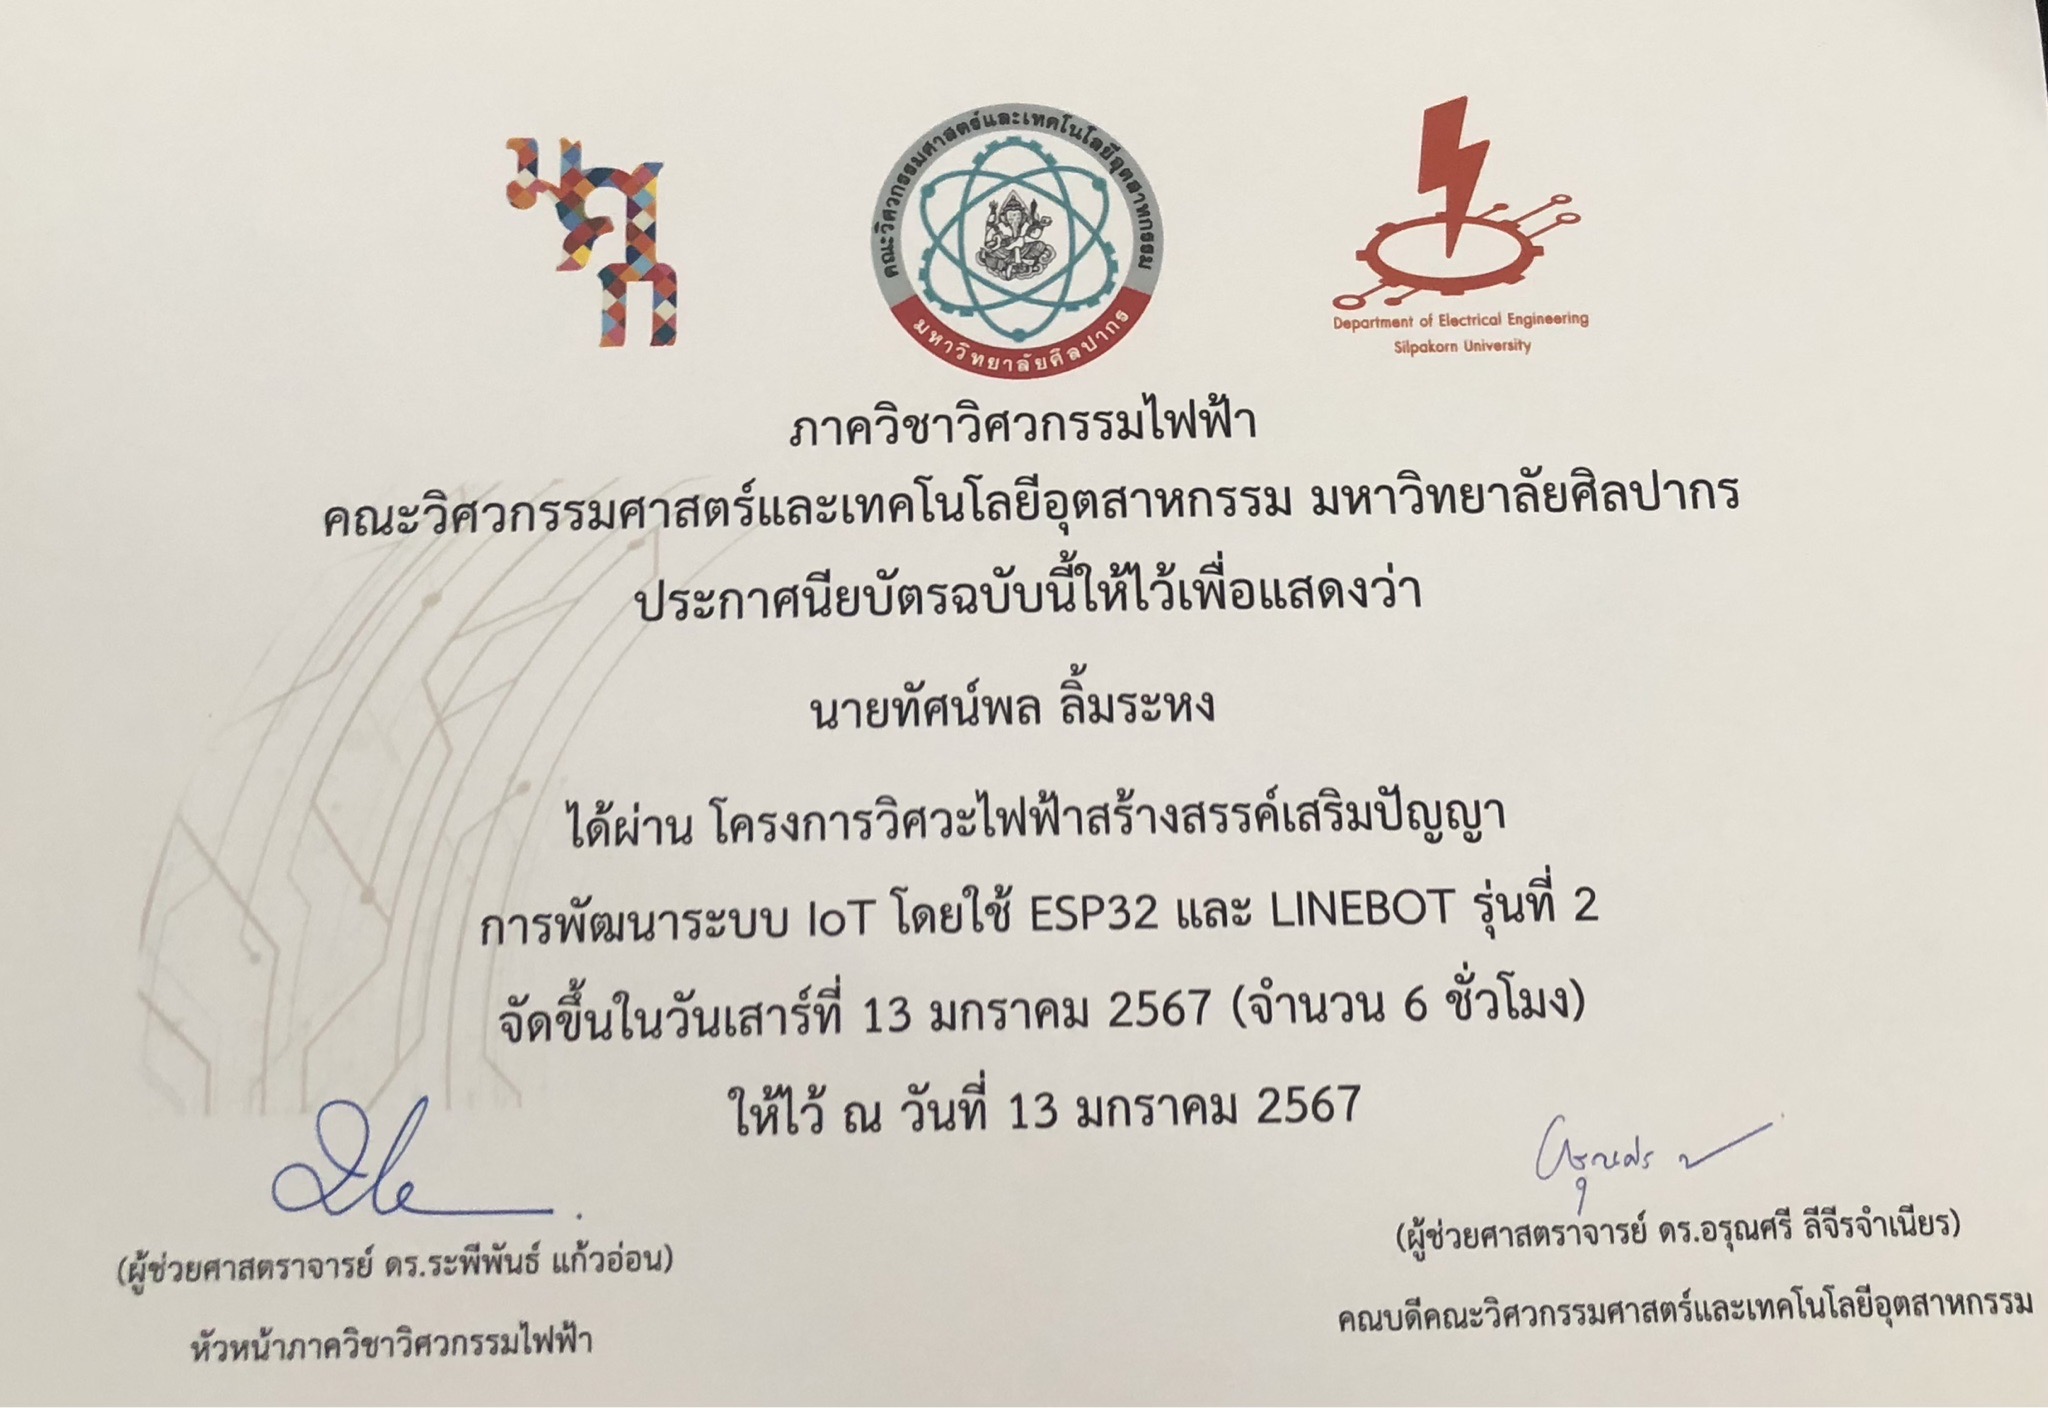 มศก
คณะวิศวกรรมศาสตร์และเทคโนโลยีอุตสาหกรรม
มหาวิทยาลัยศิลปากร
Department of Electrical Engineering
Silpakorn University
ภาควิชาวิศวกรรมไฟฟ้า
คณะวิศวกรรมศาสตร์และเทคโนโลยีอุตสาหกรรม มหาวิทยาลัยศิลปากร
ประกาศนียบัตรฉบับนี้ให้ไว้เพื่อแสดงว่า
นายทัศน์พล ลิ้มระหง
ได้ผ่าน โครงการวิศวะไฟฟ้าสร้างสรรค์เสริมปัญญา
การพัฒนาระบบ IoT โดยใช้ ESP32 และ LINEBOT รุ่นที่ 2
จัดขึ้นในวันเสาร์ที่ 13 มกราคม 2567 (จำนวน 6 ชั่วโมง)
ให้ไว้ ณ วันที่ 13 มกราคม 2567
(ผู้ช่วยศาสตราจารย์ ดร.ระพีพันธ์ แก้วอ่อน)
หัวหน้าภาควิชาวิศวกรรมไฟฟ้า
(ผู้ช่วยศาสตราจารย์ ดร.อรุณศรี ลีจีรจำเนียร)
คณบดีคณะวิศวกรรมศาสตร์และเทคโนโลยีอุตสาหกรรม